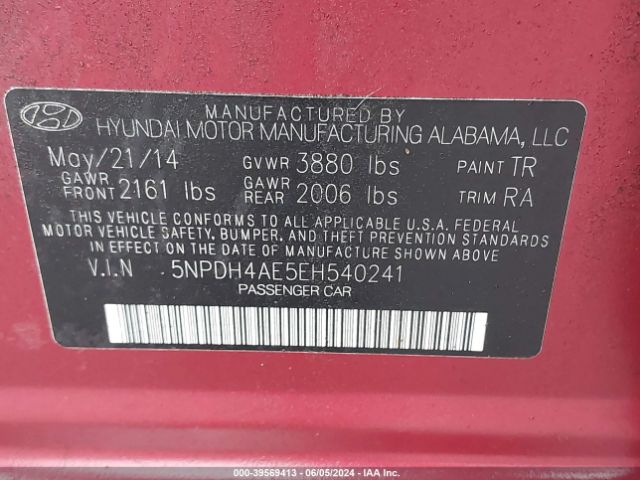 MANUFACTURED BY
HYUNDAI MOTOR MANUFACTURING ALABAMA, LLC
May/21/14 GVWR 3880 lbs PAINT TR
GAWR FRONT 2161 lbs GAWR REAR 2006 lbs TRIM RA
THIS VEHICLE CONFORMS TO ALL APPLICABLE U.S.A. FEDERAL
MOTOR VEHICLE SAFETY, BUMPER, AND THEFT PREVENTION STANDARDS
IN EFFECT ON THE DATE OF MANUFACTURE SHOWN ABOVE.
V.I.N 5NPDH4AE5EH540241
PASSENGER CAR
000-39569413 - 06/05/2024 - IAA Inc.